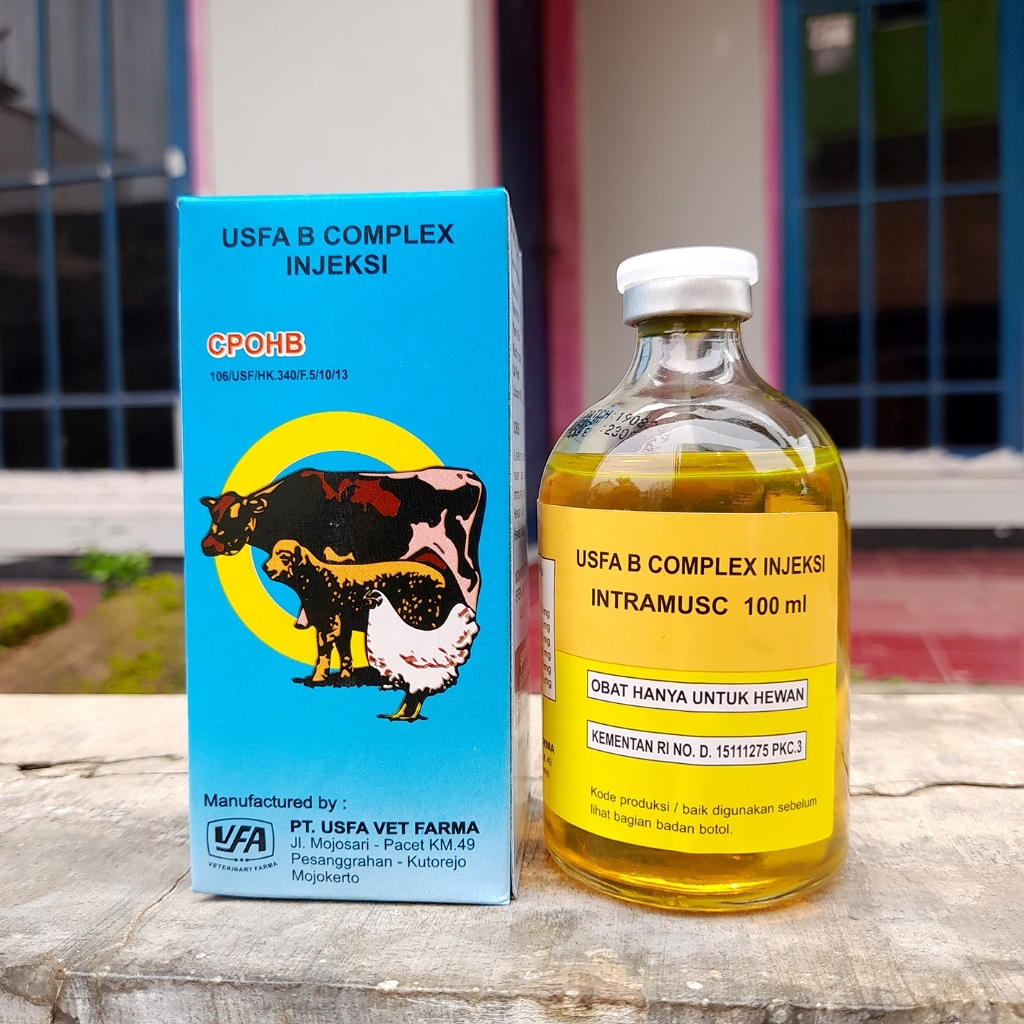 USFA B COMPLEX
INJEKSI
CPOHB
106/USF/HK.340/F.5/10/13
Manufactured by :
VFA
VETERINARY FARMA
PT. USFA VET FARMA
Jl. Mojosari - Pacet KM.49
Pesanggrahan - Kutorejo
Mojokerto
USFA B COMPLEX INJEKSI
INTRAMUSC 100 ml
OBAT HANYA UNTUK HEWAN
KEMENTAN RI NO. D. 15111275 PKC.3
Kode produksi / baik digunakan sebelum
lihat bagian badan botol.